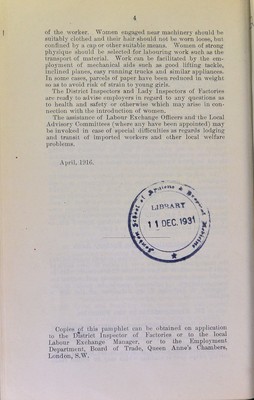 4
of the worker. Women engaged near machinery should be
suitably clothed and their hair should not be worn loose, but
confined by a cap or other suitable means. Women of strong
physique should be selected for labouring work such as the
transport of material. Work can be facilitated by the em-
ployment of mechanical aids such as good lifting tackle,
inclined planes, easy running trucks and similar appliances.
In some cases, parcels of paper have been reduced in weight
so as to avoid risk of strain to young girls.
The District Inspectors and Lady Inspectors of Factories
are ready to advise employers in regard to any questions as
to health and safety or otherwise which may arise in con-
nection with the introduction of women.
The assistance of Labour Exchange Officers and the Local
Advisory Committees (where any have been appointed) may
be invoked in case of special difficulties as regards lodging
and transit of imported workers and other local welfare
problems.
April, 1916.
London School of Hygiene & Tropical Medicine
LIBRARY
11 DEC. 1931
Copies of this pamphlet can be obtained on application
to the District Inspector of Factories or to the local
Labour Exchange Manager, or to the Employment
Department, Board of Trade, Queen Anne's Chambers,
London, S.W.